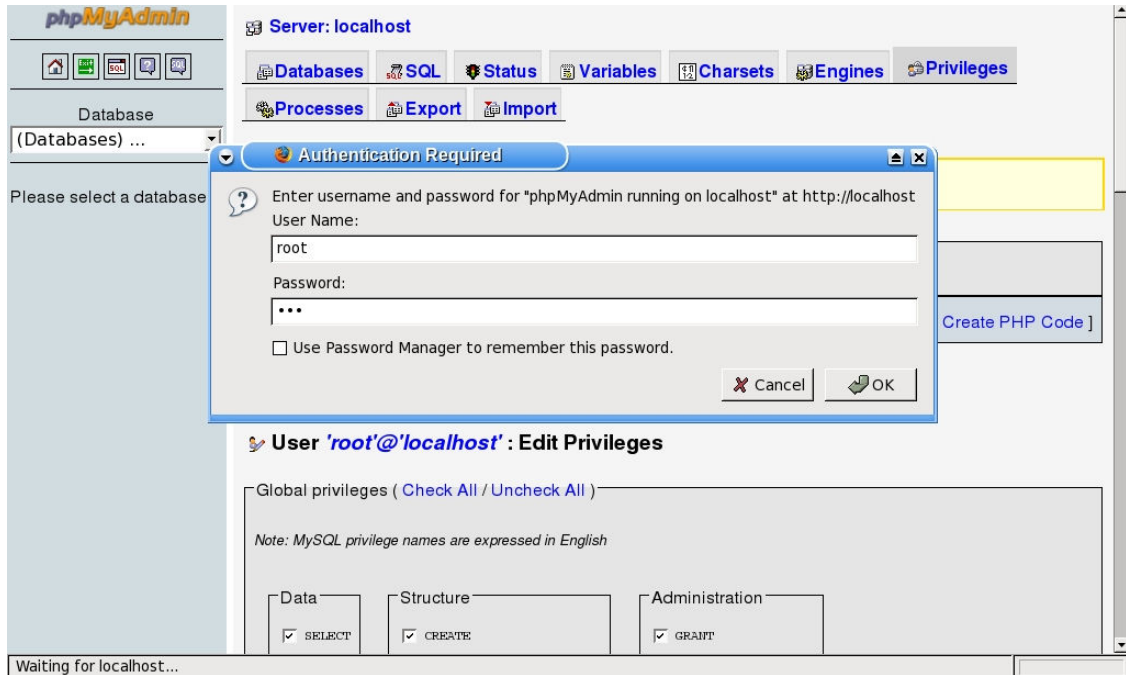 phpMyAdmin
Database
(Databases) ...
Please select a database
Server: localhost
Databases SQL Status Variables Charsets Engines Privileges
Processes Export Import
Authentication Required
Enter username and password for "phpMyAdmin running on localhost" at http://localhost
User Name:
root
Password:
•••
Use Password Manager to remember this password.
Cancel OK
Create PHP Code ]
User 'root'@'localhost' : Edit Privileges
Global privileges ( Check All / Uncheck All )
Note: MySQL privilege names are expressed in English
Data Structure Administration
SELECT CREATE GRANT
Waiting for localhost...